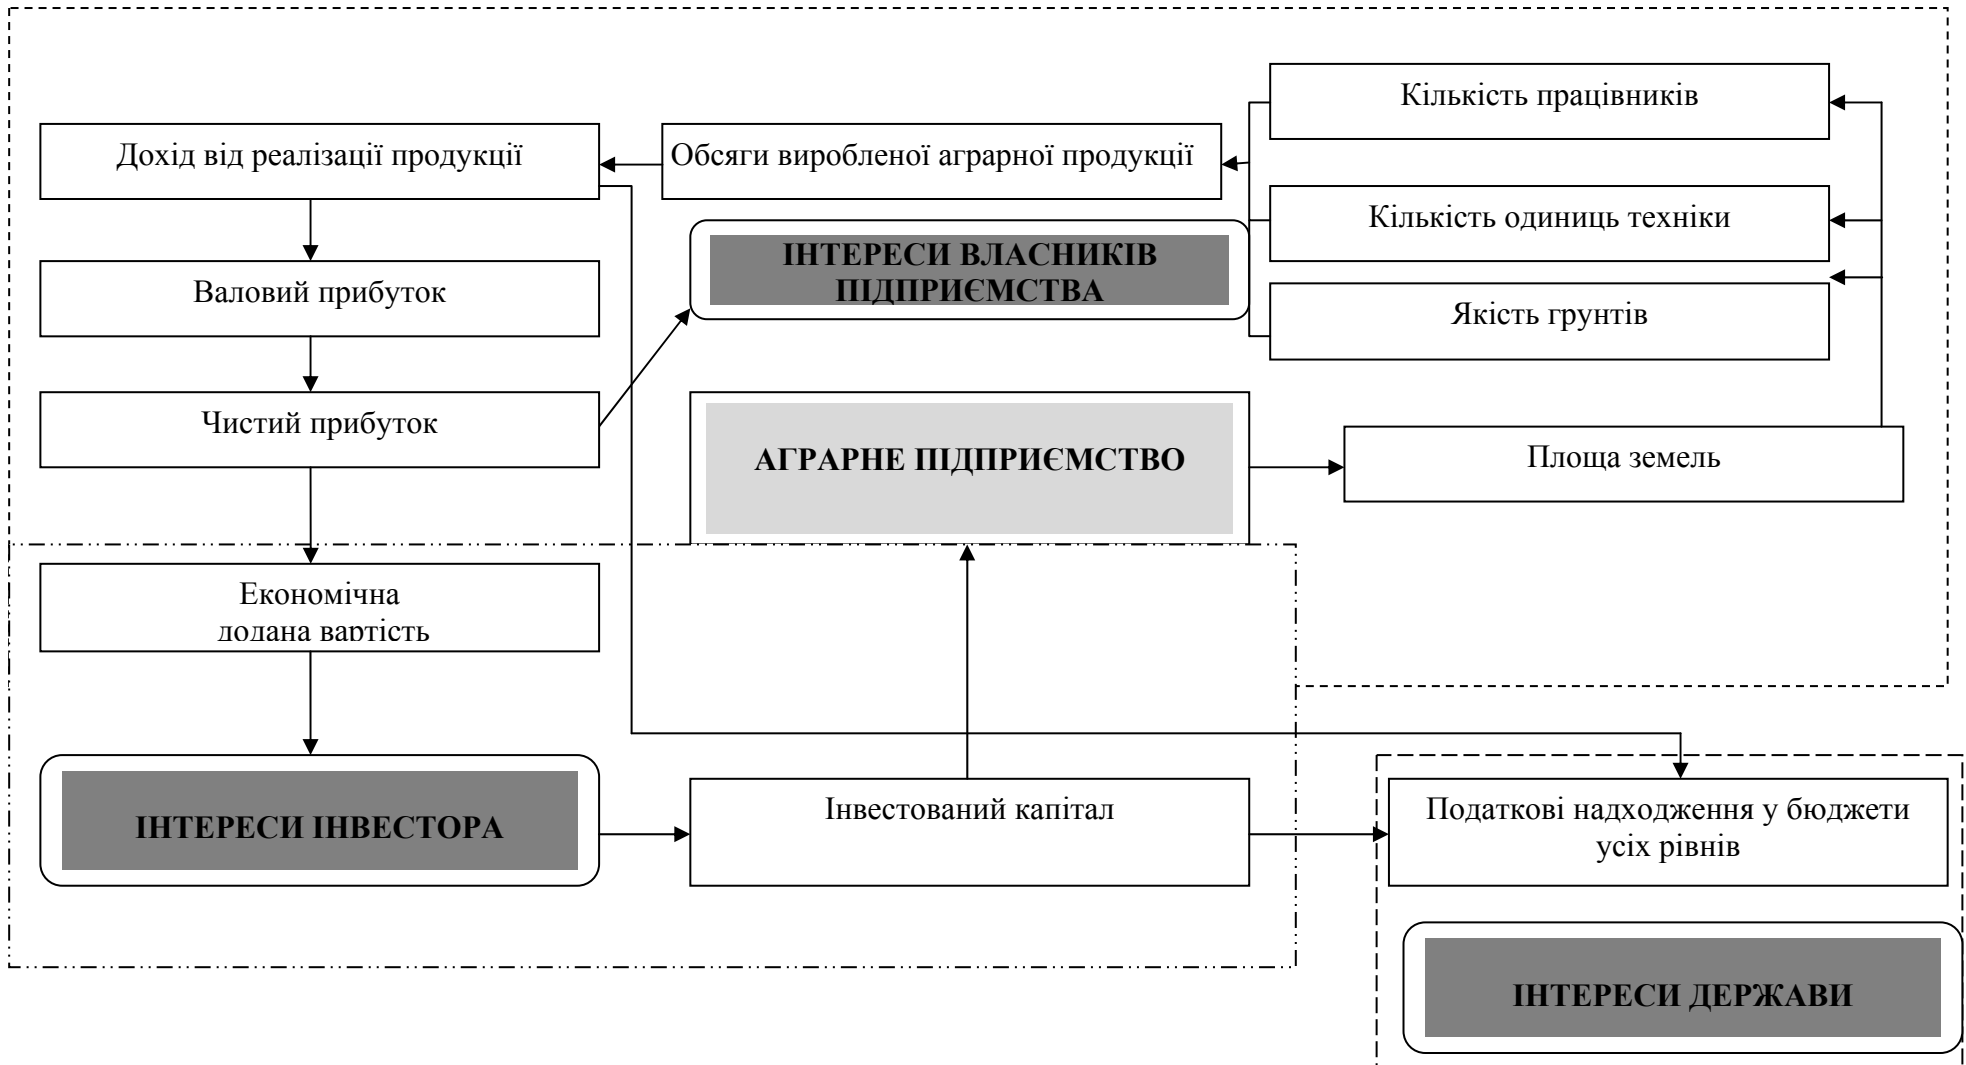 Кількість працівників
Дохід від реалізації продукції
Обсяги виробленої аграрної продукції
Кількість одиниць техніки
ІНТЕРЕСИ ВЛАСНИКІВ
ПІДПРИЄМСТВА
Валовий прибуток
Якість грунтів
Чистий прибуток
АГРАРНЕ ПІДПРИЄМСТВО
Площа земель
Економічна
додана вартість
ІНТЕРЕСИ ІНВЕСТОРА
Інвестований капітал
Податкові надходження у бюджети
усіх рівнів
ІНТЕРЕСИ ДЕРЖАВИ